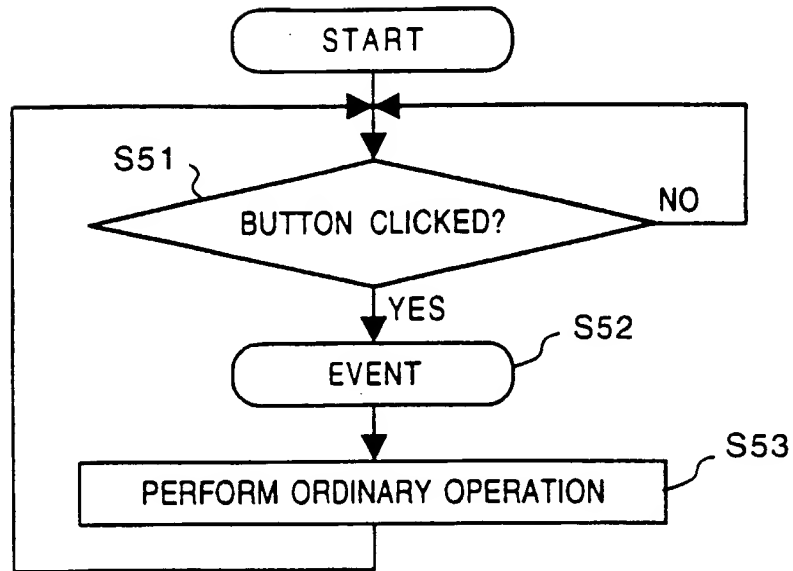 START
S51
BUTTON CLICKED?
NO
YES
S52
EVENT
S53
PERFORM ORDINARY OPERATION